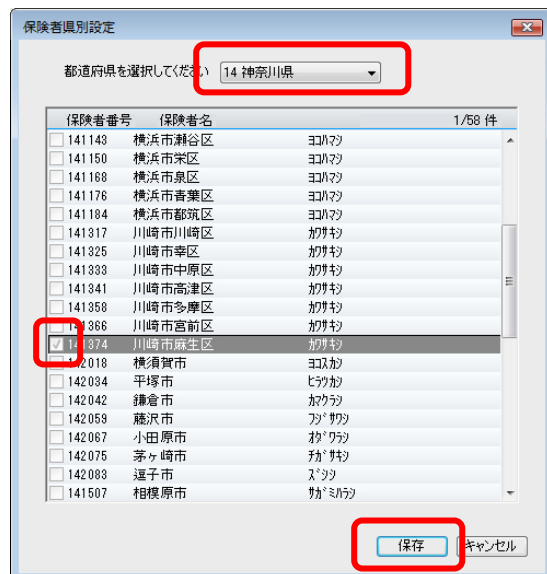 保険者県別設定
都道府県を選択してください 14 神奈川県
保険者番号 保険者名 1/58 件
141143 横浜市瀬谷区 ﾖｺﾊﾏｼ
141150 横浜市栄区 ﾖｺﾊﾏｼ
141168 横浜市泉区 ﾖｺﾊﾏｼ
141176 横浜市青葉区 ﾖｺﾊﾏｼ
141184 横浜市都筑区 ﾖｺﾊﾏｼ
141317 川崎市川崎区 ｶﾜｻｷｼ
141325 川崎市幸区 ｶﾜｻｷｼ
141333 川崎市中原区 ｶﾜｻｷｼ
141341 川崎市高津区 ｶﾜｻｷｼ
141358 川崎市多摩区 ｶﾜｻｷｼ
141366 川崎市宮前区 ｶﾜｻｷｼ
141374 川崎市麻生区 ｶﾜｻｷｼ
142018 横須賀市 ﾖｺｽｶｼ
142034 平塚市 ﾋﾗﾂｶｼ
142042 鎌倉市 ｶﾏｸﾗｼ
142059 藤沢市 ﾌｼﾞｻﾜｼ
142067 小田原市 ｵﾀﾞﾜﾗｼ
142075 茅ヶ崎市 ﾁｶﾞｻｷｼ
142083 逗子市 ｽﾞｼｼ
141507 相模原市 ｻｶﾞﾐﾊﾗｼ
保存 キャンセル